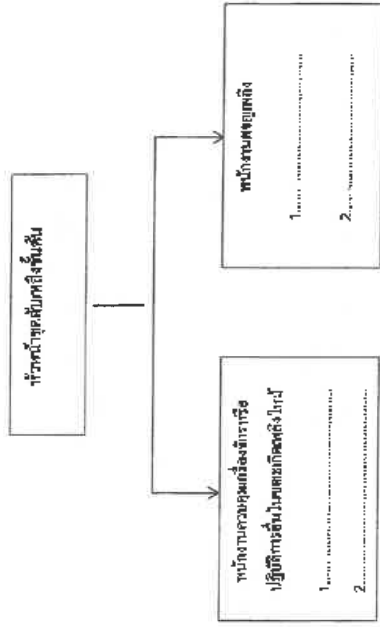 หัวหน้าชุดดับเพลิงขั้นต้น
พนักงานควบคุมเครื่องจักรหรือ
ปฏิบัติการอื่นในขณะเกิดเพลิงไหม้
1.................................................
2.................................................
พนักงานผจญเพลิง
1.................................................
2.................................................